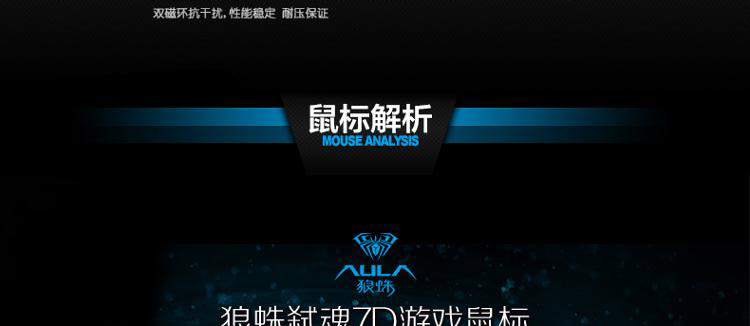 双磁环抗干扰,性能稳定 耐压保证
鼠标解析
MOUSE ANALYSIS
AULA
狼蛛
狼蛛弑魂7D游戏鼠标